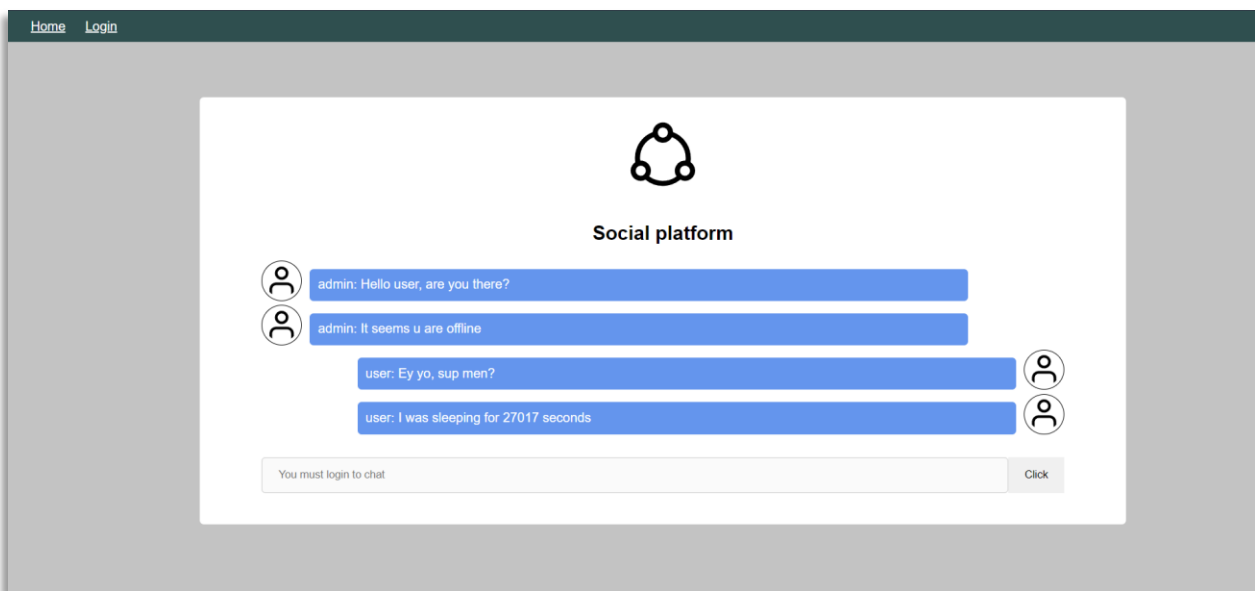 Home Login
Social platform
admin: Hello user, are you there?
admin: It seems u are offline
user: Ey yo, sup men?
user: I was sleeping for 27017 seconds
You must login to chat Click